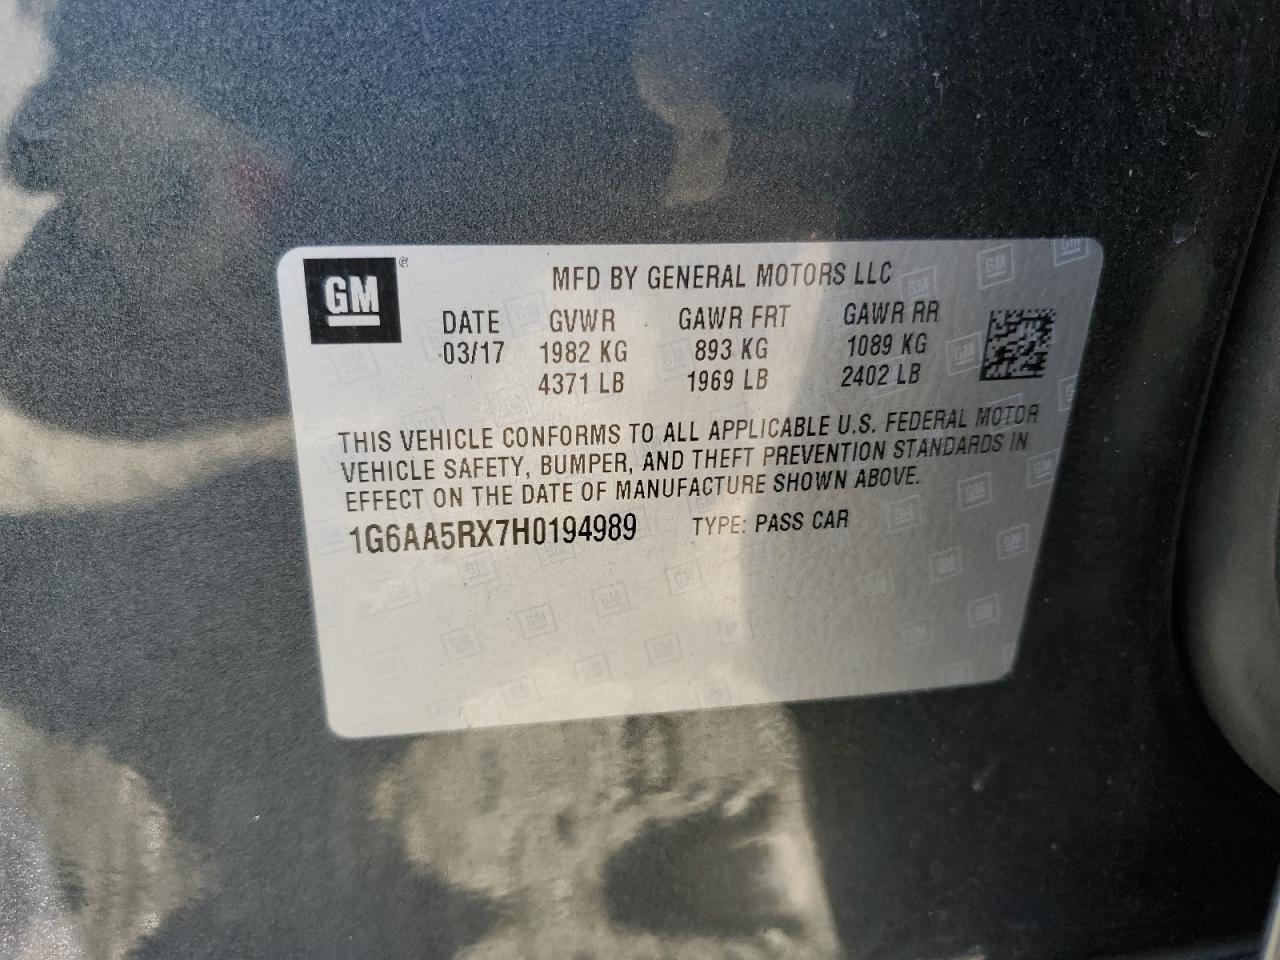 GM®
MFD BY GENERAL MOTORS LLC
DATE GVWR GAWR FRT GAWR RR
03/17 1982 KG 893 KG 1089 KG
4371 LB 1969 LB 2402 LB
THIS VEHICLE CONFORMS TO ALL APPLICABLE U.S. FEDERAL MOTOR
VEHICLE SAFETY, BUMPER, AND THEFT PREVENTION STANDARDS IN
EFFECT ON THE DATE OF MANUFACTURE SHOWN ABOVE.
1G6AA5RX7H0194989 TYPE: PASS CAR